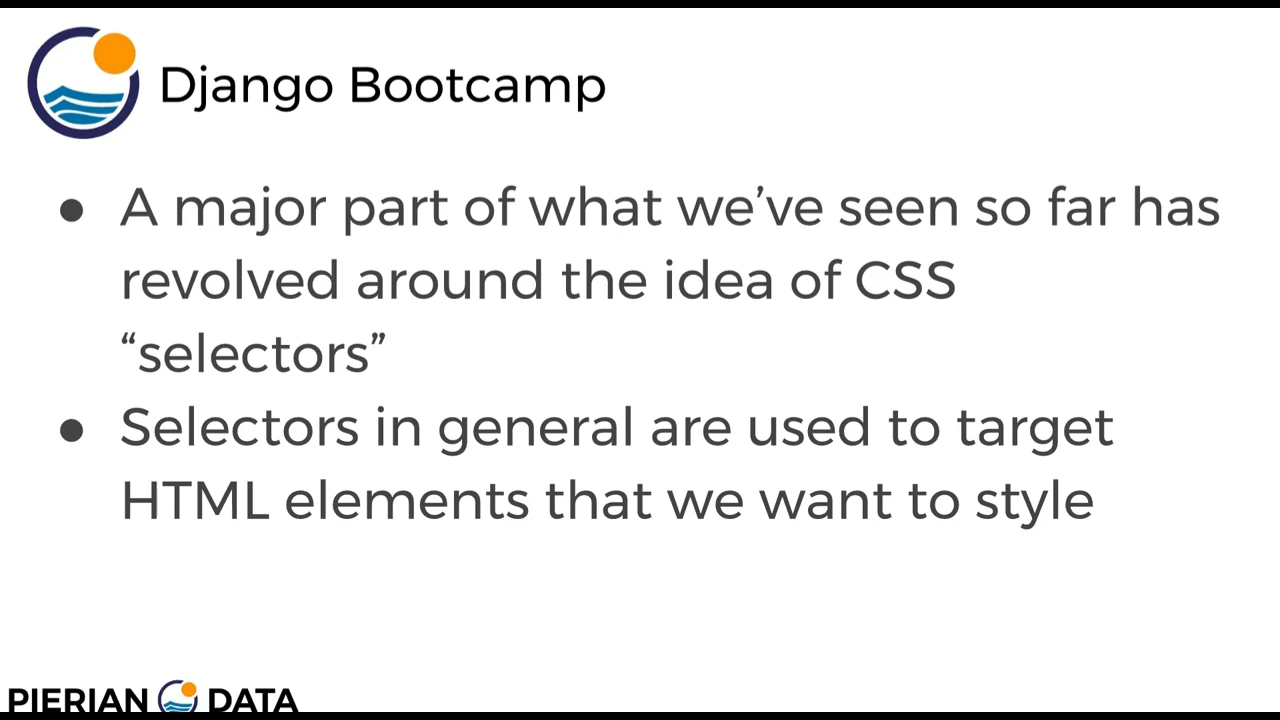 Django Bootcamp
● A major part of what we’ve seen so far has
revolved around the idea of CSS
“selectors”
● Selectors in general are used to target
HTML elements that we want to style
PIERIAN DATA